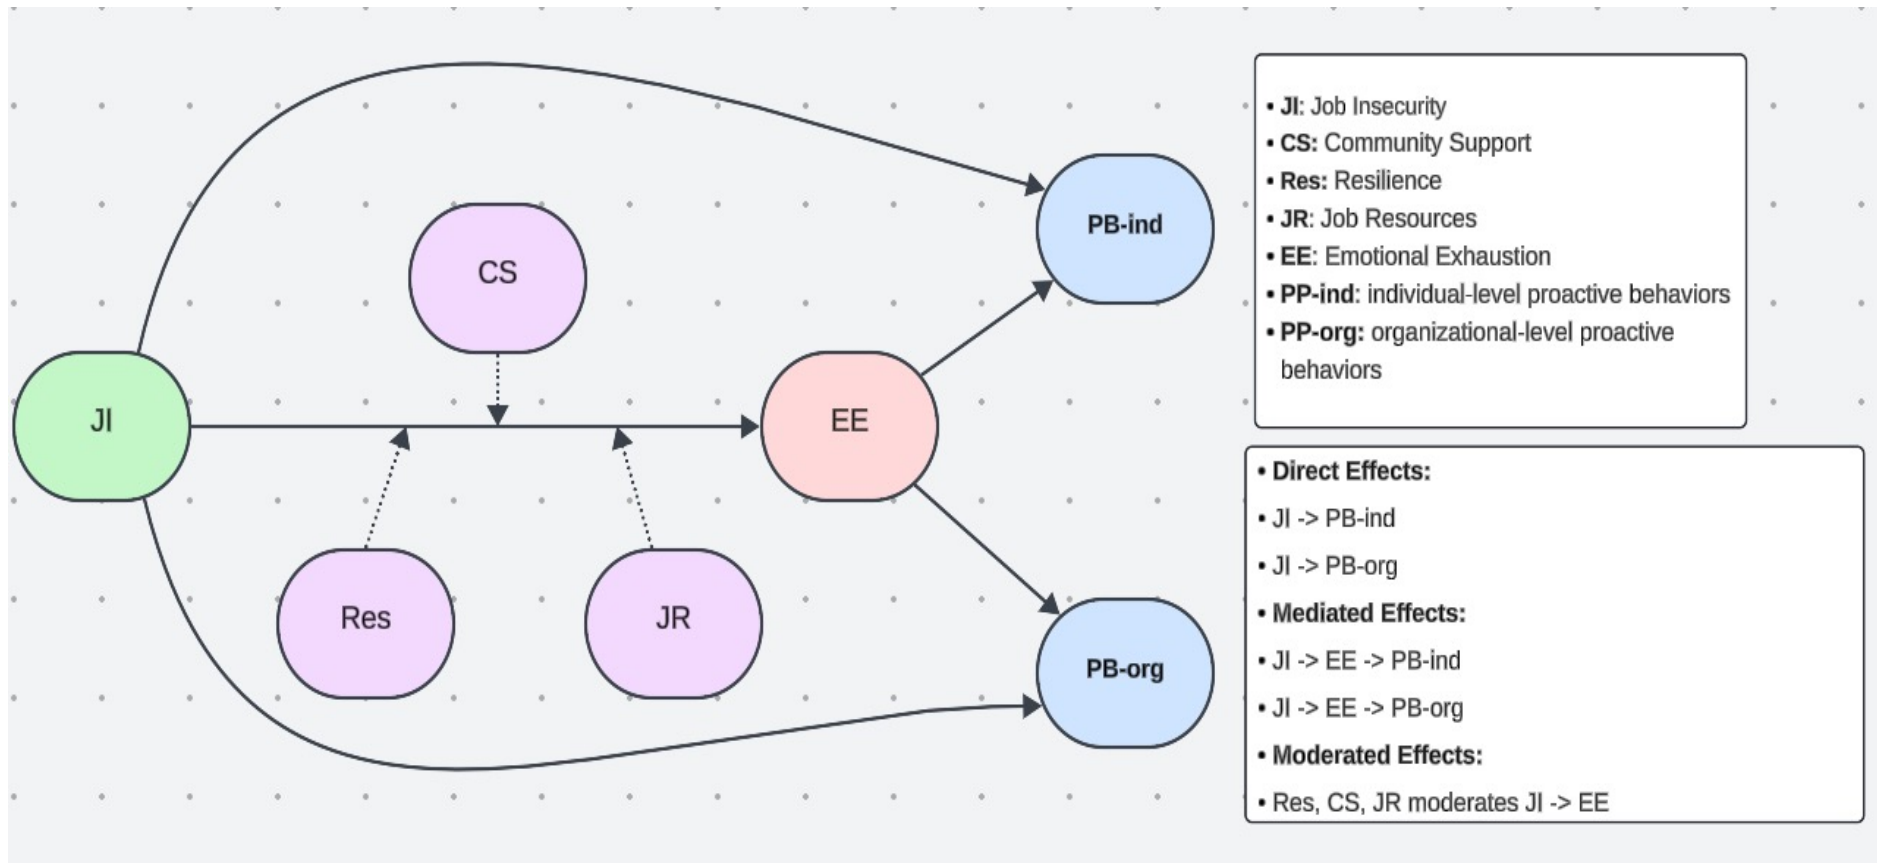 PB-ind
CS
JI
EE
Res
JR
PB-org
• JI: Job Insecurity
• CS: Community Support
• Res: Resilience
• JR: Job Resources
• EE: Emotional Exhaustion
• PP-ind: individual-level proactive behaviors
• PP-org: organizational-level proactive
behaviors
• Direct Effects:
• JI -> PB-ind
• JI -> PB-org
• Mediated Effects:
• JI -> EE -> PB-ind
• JI -> EE -> PB-org
• Moderated Effects:
• Res, CS, JR moderates JI -> EE